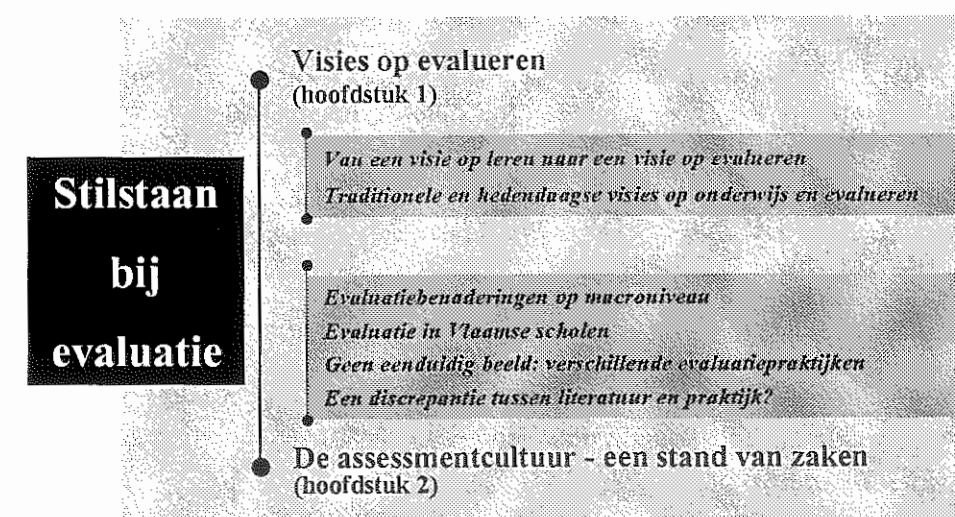 Stilstaan
bij
evaluatie
Visies op evalueren
(hoofdstuk 1)
Van een visie op leren naar een visie op evalueren
Traditionele en hedendaagse visies op onderwijs en evalueren
Evaluatiebenaderingen op macroniveau
Evaluatie in Vlaamse scholen
Geen eenduidig beeld: verschillende evaluatiepraktijken
Een discrepantie tussen literatuur en praktijk?
De assessmentcultuur - een stand van zaken
(hoofdstuk 2)